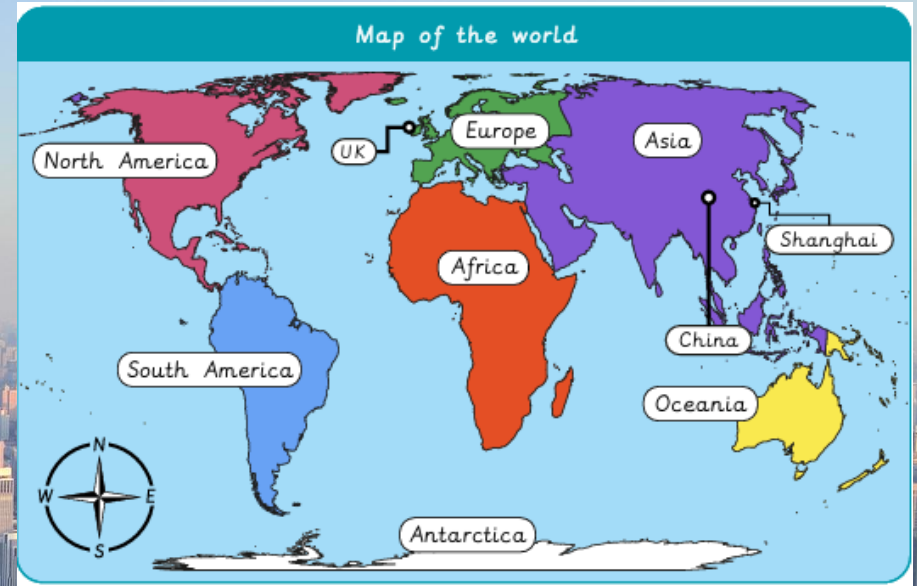 Map of the world
North America
UK
Europe
Asia
Shanghai
Africa
China
South America
Oceania
Antarctica
N
W
E
S